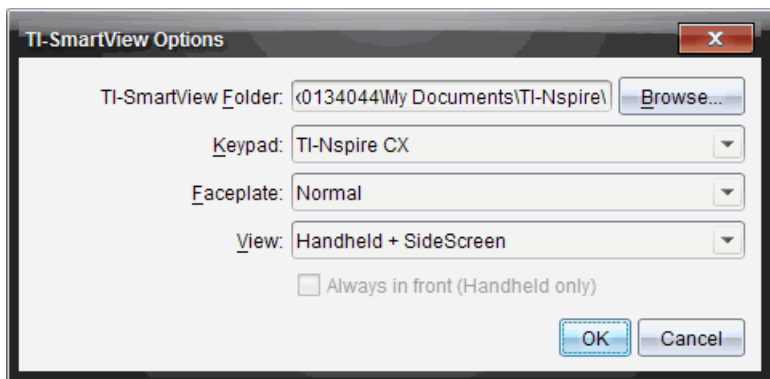 TI-SmartView Options
TI-SmartView Folder: x0134044\My Documents\TI-Nspire\ Browse...
Keypad: TI-Nspire CX
Faceplate: Normal
View: Handheld + SideScreen
Always in front (Handheld only)
OK Cancel